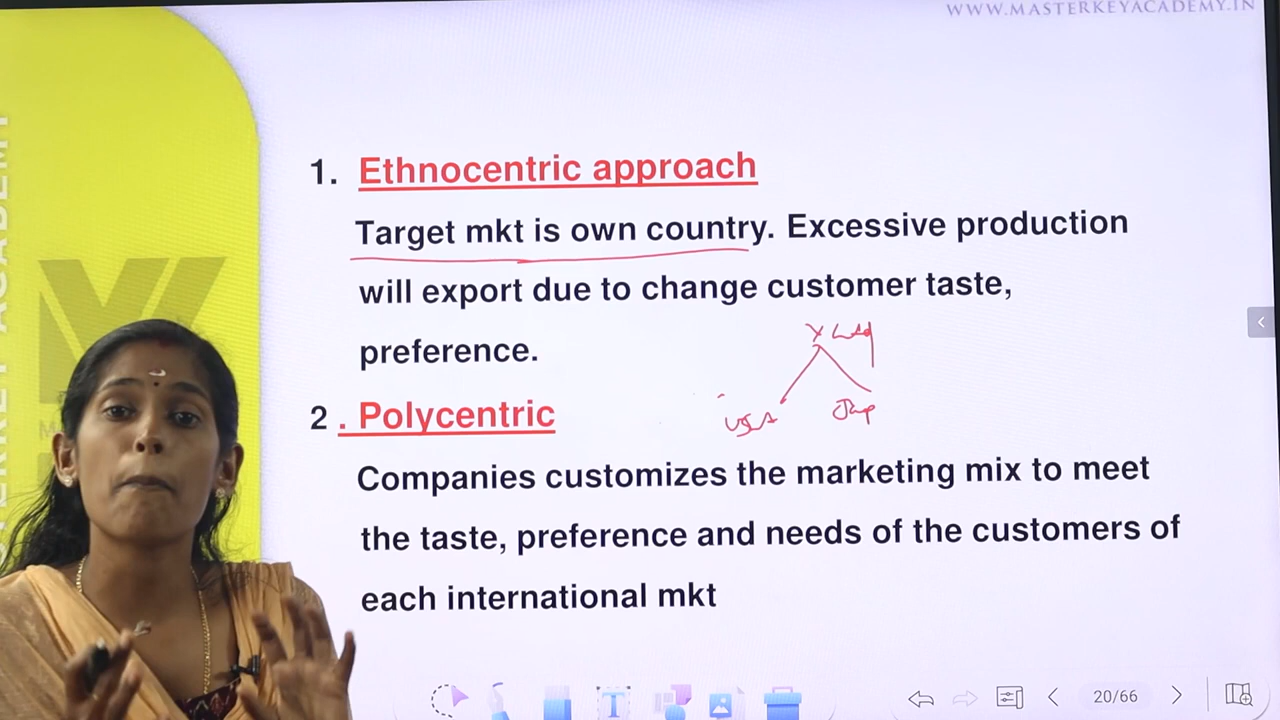 WWW.MASTERKEYACADEMY.IN
1. Ethnocentric approach
Target mkt is own country. Excessive production
will export due to change customer taste,
preference.
X Ltd
USA
Jap
2 . Polycentric
Companies customizes the marketing mix to meet
the taste, preference and needs of the customers of
each international mkt
T
20/66